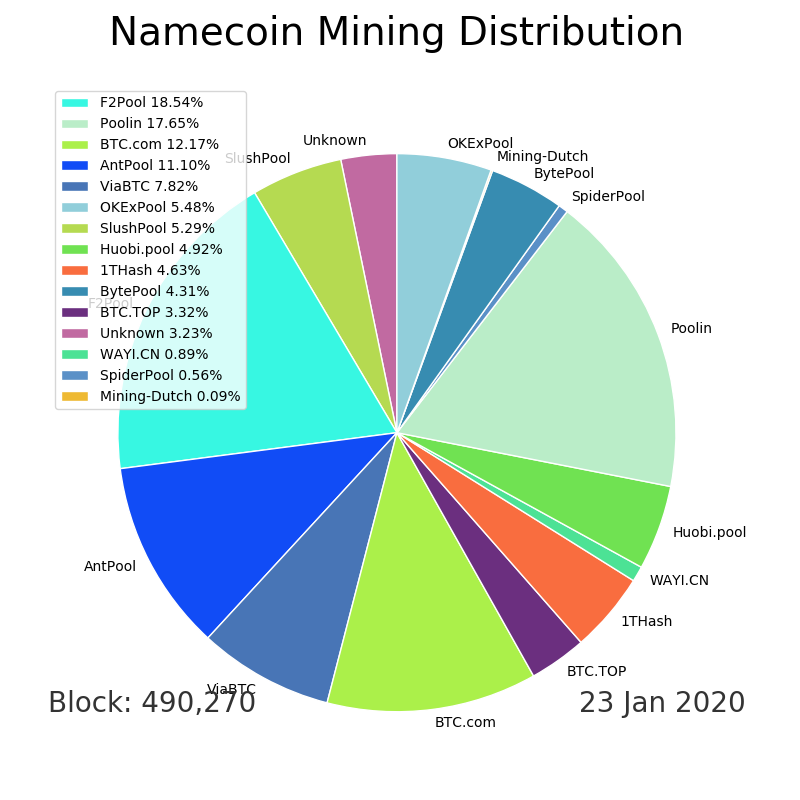 Namecoin Mining Distribution
F2Pool 18.54%
Poolin 17.65%
BTC.com 12.17%
AntPool 11.10%
ViaBTC 7.82%
OKExPool 5.48%
SlushPool 5.29%
Huobi.pool 4.92%
1THash 4.63%
BytePool 4.31%
BTC.TOP 3.32%
Unknown 3.23%
WAYI.CN 0.89%
SpiderPool 0.56%
Mining-Dutch 0.09%
Unknown
OKExPool
Mining-Dutch
SlushPool
BytePool
SpiderPool
F2Pool
Poolin
Huobi.pool
AntPool
WAYI.CN
1THash
BTC.TOP
ViaBTC
BTC.com
Block: 490,270
23 Jan 2020